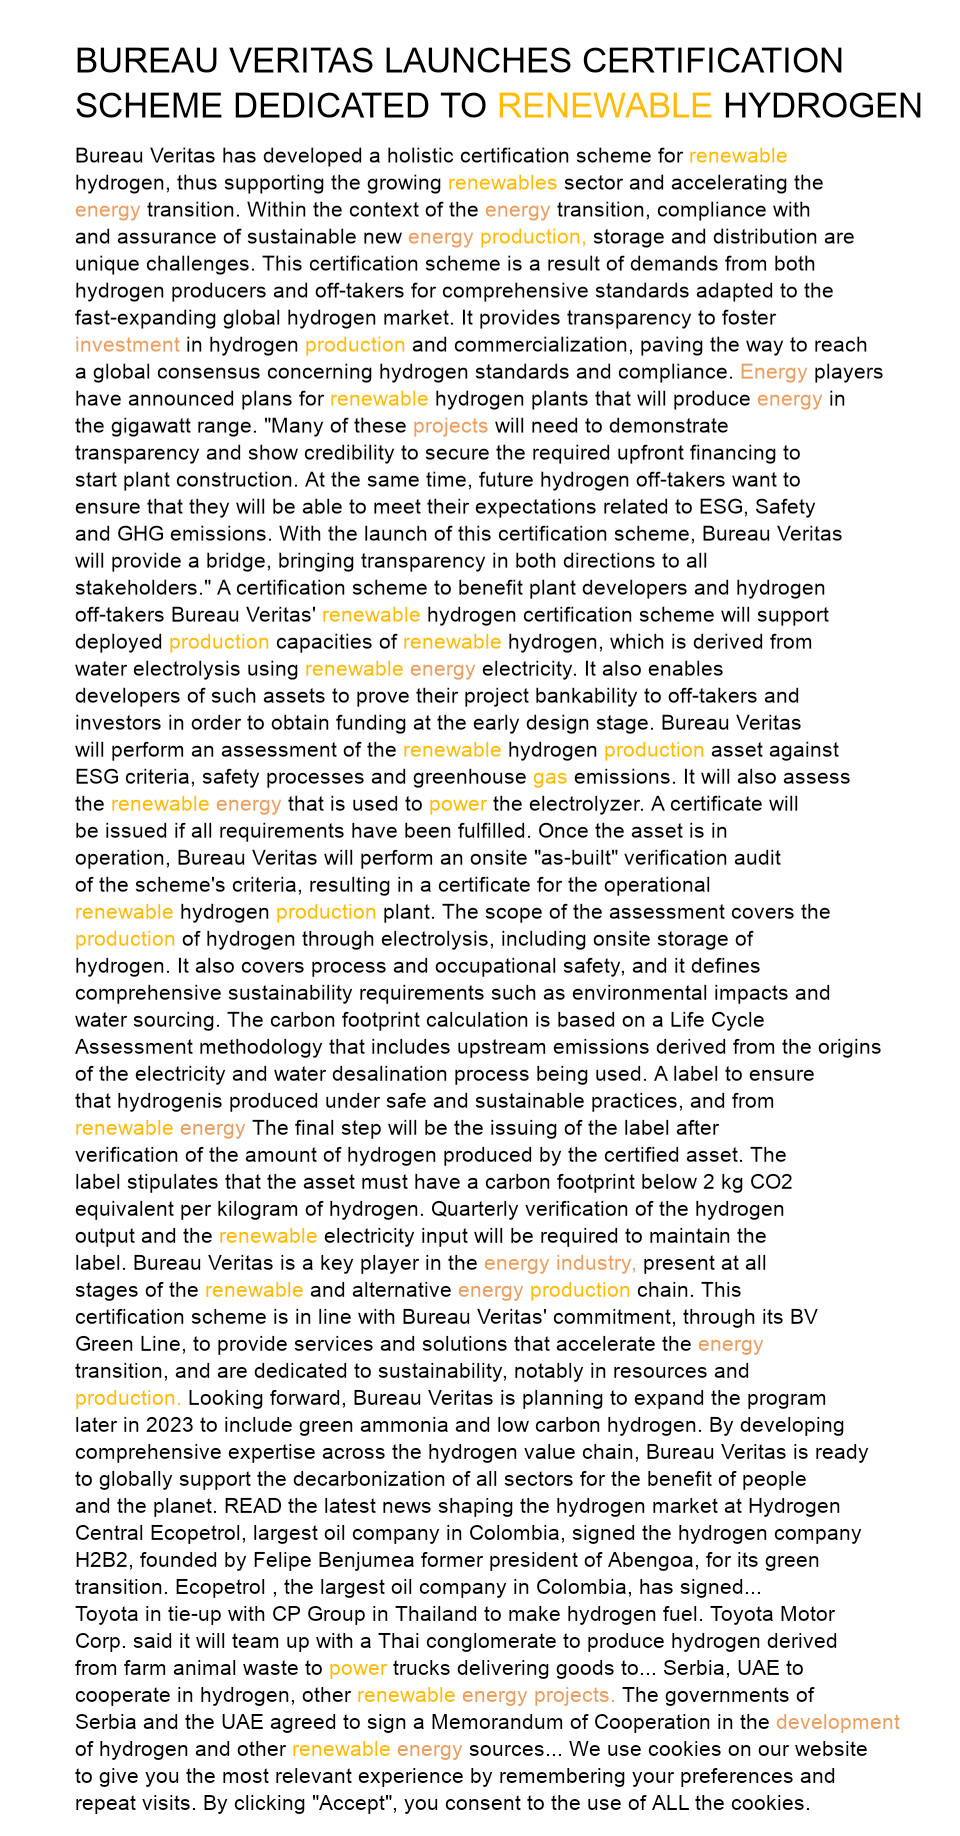 BUREAU VERITAS LAUNCHES CERTIFICATION
SCHEME DEDICATED TO RENEWABLE HYDROGEN
Bureau Veritas has developed a holistic certification scheme for renewable
hydrogen, thus supporting the growing renewables sector and accelerating the
energy transition. Within the context of the energy transition, compliance with
and assurance of sustainable new energy production, storage and distribution are
unique challenges. This certification scheme is a result of demands from both
hydrogen producers and off-takers for comprehensive standards adapted to the
fast-expanding global hydrogen market. It provides transparency to foster
investment in hydrogen production and commercialization, paving the way to reach
a global consensus concerning hydrogen standards and compliance. Energy players
have announced plans for renewable hydrogen plants that will produce energy in
the gigawatt range. "Many of these projects will need to demonstrate
transparency and show credibility to secure the required upfront financing to
start plant construction. At the same time, future hydrogen off-takers want to
ensure that they will be able to meet their expectations related to ESG, Safety
and GHG emissions. With the launch of this certification scheme, Bureau Veritas
will provide a bridge, bringing transparency in both directions to all
stakeholders." A certification scheme to benefit plant developers and hydrogen
off-takers Bureau Veritas' renewable hydrogen certification scheme will support
deployed production capacities of renewable hydrogen, which is derived from
water electrolysis using renewable energy electricity. It also enables
developers of such assets to prove their project bankability to off-takers and
investors in order to obtain funding at the early design stage. Bureau Veritas
will perform an assessment of the renewable hydrogen production asset against
ESG criteria, safety processes and greenhouse gas emissions. It will also assess
the renewable energy that is used to power the electrolyzer. A certificate will
be issued if all requirements have been fulfilled. Once the asset is in
operation, Bureau Veritas will perform an onsite "as-built" verification audit
of the scheme's criteria, resulting in a certificate for the operational
renewable hydrogen production plant. The scope of the assessment covers the
production of hydrogen through electrolysis, including onsite storage of
hydrogen. It also covers process and occupational safety, and it defines
comprehensive sustainability requirements such as environmental impacts and
water sourcing. The carbon footprint calculation is based on a Life Cycle
Assessment methodology that includes upstream emissions derived from the origins
of the electricity and water desalination process being used. A label to ensure
that hydrogenis produced under safe and sustainable practices, and from
renewable energy The final step will be the issuing of the label after
verification of the amount of hydrogen produced by the certified asset. The
label stipulates that the asset must have a carbon footprint below 2 kg CO2
equivalent per kilogram of hydrogen. Quarterly verification of the hydrogen
output and the renewable electricity input will be required to maintain the
label. Bureau Veritas is a key player in the energy industry, present at all
stages of the renewable and alternative energy production chain. This
certification scheme is in line with Bureau Veritas' commitment, through its BV
Green Line, to provide services and solutions that accelerate the energy
transition, and are dedicated to sustainability, notably in resources and
production. Looking forward, Bureau Veritas is planning to expand the program
later in 2023 to include green ammonia and low carbon hydrogen. By developing
comprehensive expertise across the hydrogen value chain, Bureau Veritas is ready
to globally support the decarbonization of all sectors for the benefit of people
and the planet. READ the latest news shaping the hydrogen market at Hydrogen
Central Ecopetrol, largest oil company in Colombia, signed the hydrogen company
H2B2, founded by Felipe Benjumea former president of Abengoa, for its green
transition. Ecopetrol , the largest oil company in Colombia, has signed...
Toyota in tie-up with CP Group in Thailand to make hydrogen fuel. Toyota Motor
Corp. said it will team up with a Thai conglomerate to produce hydrogen derived
from farm animal waste to power trucks delivering goods to... Serbia, UAE to
cooperate in hydrogen, other renewable energy projects. The governments of
Serbia and the UAE agreed to sign a Memorandum of Cooperation in the development
of hydrogen and other renewable energy sources... We use cookies on our website
to give you the most relevant experience by remembering your preferences and
repeat visits. By clicking "Accept", you consent to the use of ALL the cookies.